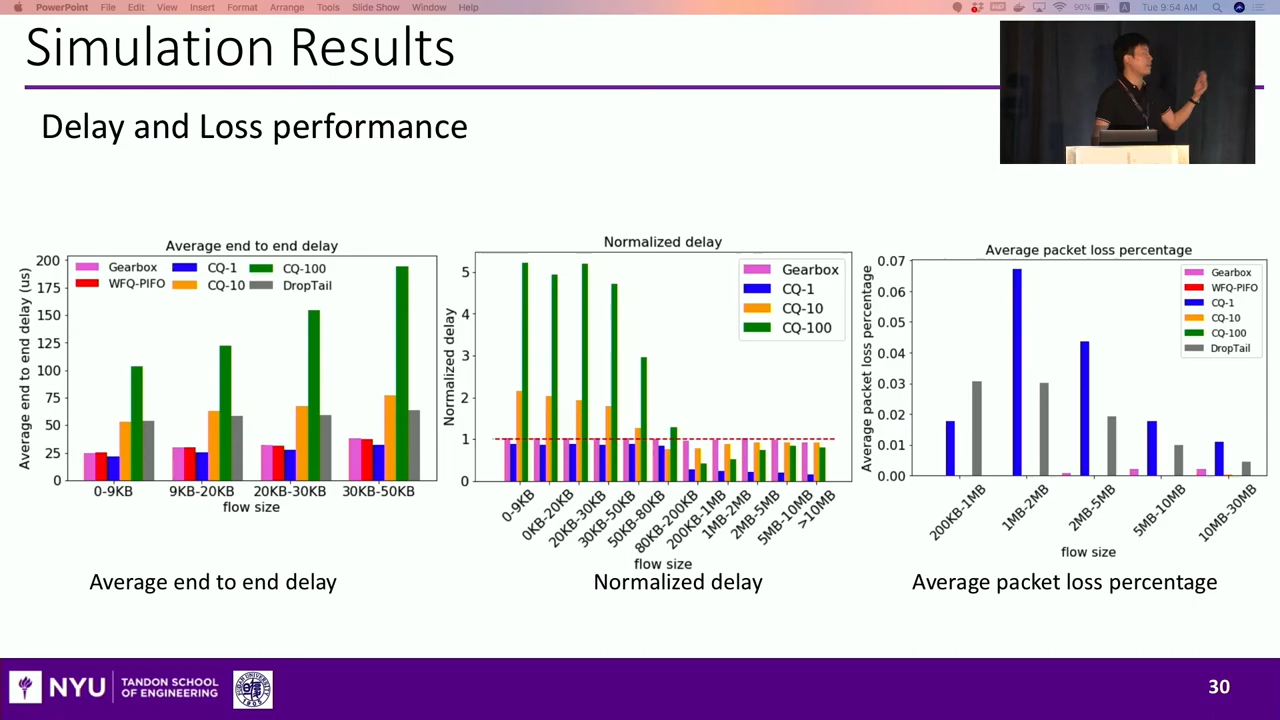 PowerPoint File Edit View Insert Format Arrange Tools Slide Show Window Help
90% Tue 9:54 AM
Simulation Results
Delay and Loss performance
Average end to end delay
Gearbox CQ-1 CQ-100
WFQ-PIFO CQ-10 DropTail
Average end to end delay (us)
200
175
150
125
100
75
50
25
0
0-9KB 9KB-20KB 20KB-30KB 30KB-50KB
flow size
Average end to end delay
Normalized delay
Gearbox
CQ-1
CQ-10
CQ-100
Normalized delay
5
4
3
2
1
0
0-9KB 0KB-20KB 20KB-30KB 30KB-50KB 50KB-80KB 80KB-200KB 200KB-1MB 1MB-2MB 2MB-5MB 5MB-10MB >10MB
flow size
Normalized delay
Average packet loss percentage
Gearbox
WFQ-PIFO
CQ-1
CQ-10
CQ-100
DropTail
Average packet loss percentage
0.07
0.06
0.05
0.04
0.03
0.02
0.01
0.00
200KB-1MB 1MB-2MB 2MB-5MB 5MB-10MB 10MB-30MB
flow size
Average packet loss percentage
NYU TANDON SCHOOL
OF ENGINEERING
30